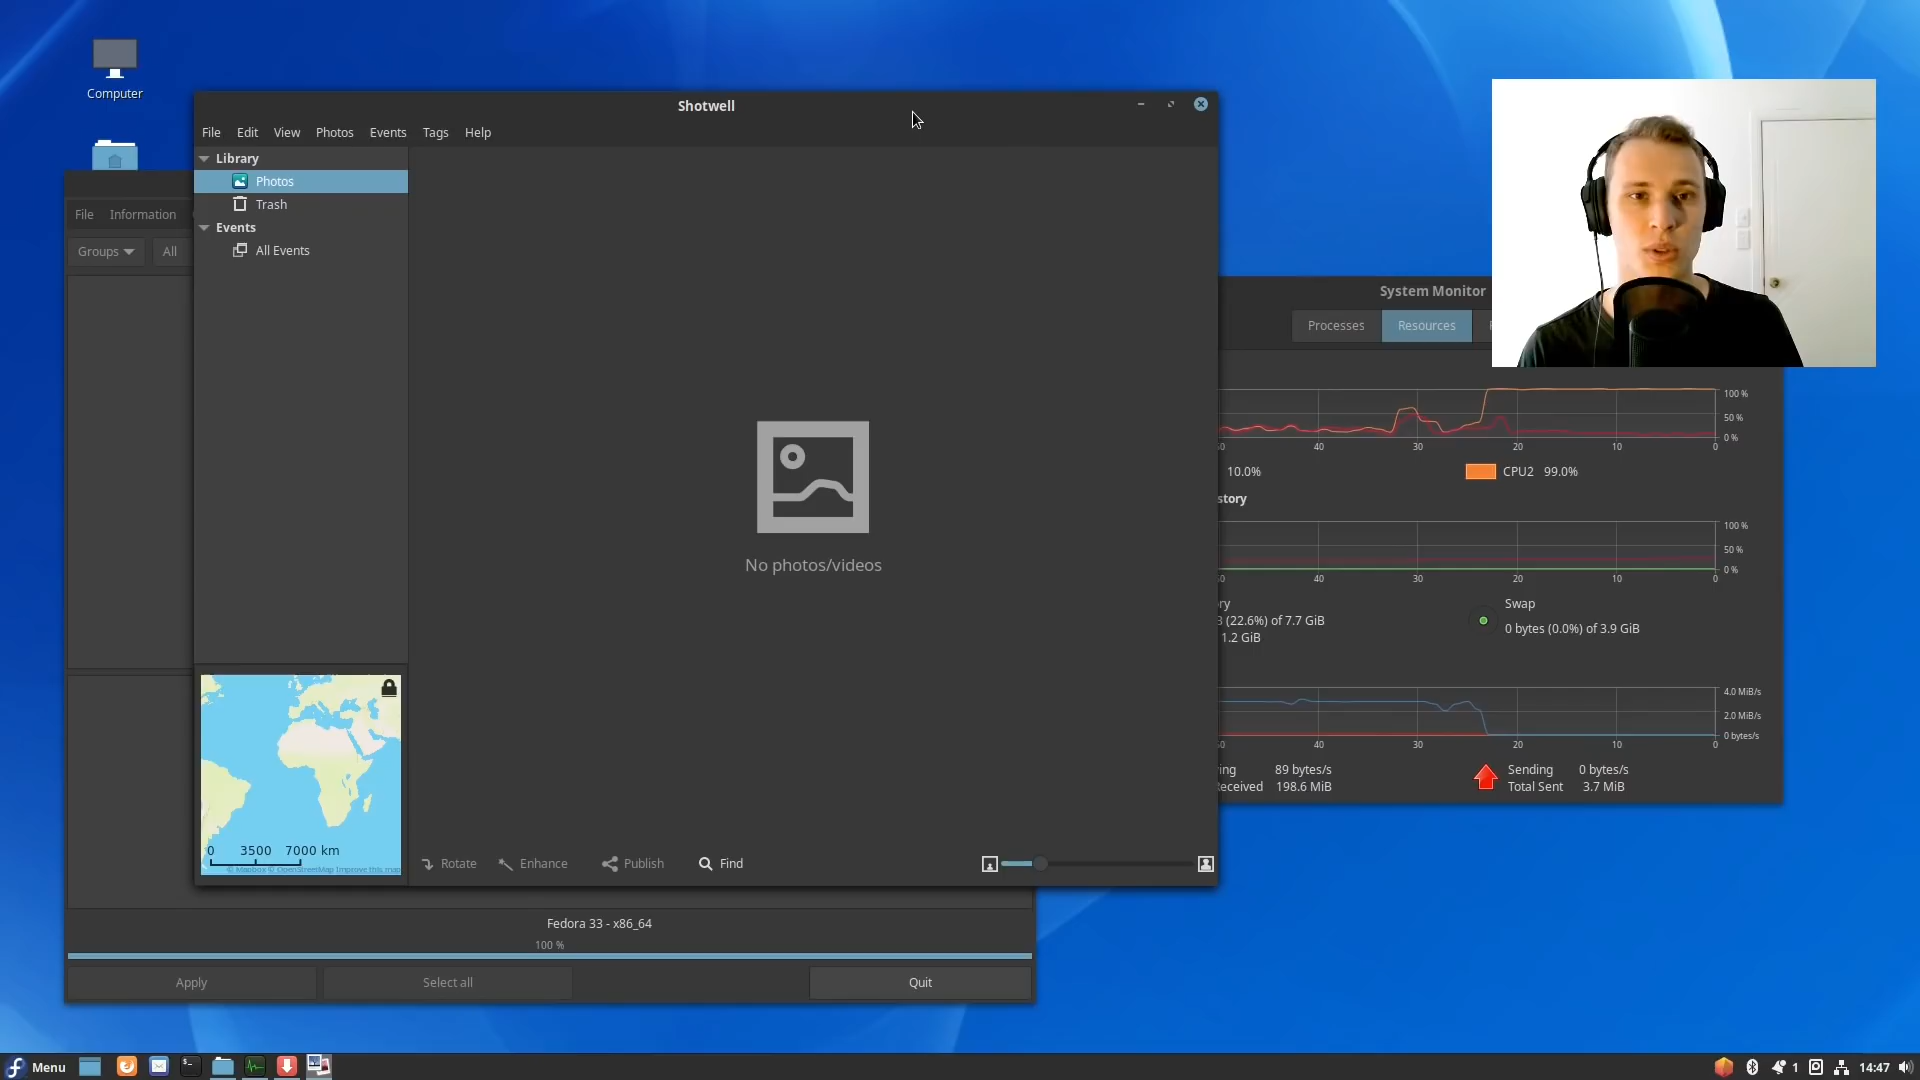 Computer
Shotwell
File Edit View Photos Events Tags Help
Library
Photos
Trash
Events
All Events
No photos/videos
0 3500 7000 km
© Mapbox © OpenStreetMap Improve this map
Rotate Enhance Publish Find
File Information
Groups All
Fedora 33 - x86_64
100 %
Apply Select all Quit
System Monitor
Processes Resources
100 %
50 %
0 %
40 30 20 10 0
10.0% CPU2 99.0%
story
100 %
50 %
0 %
40 30 20 10 0
ry Swap
(22.6%) of 7.7 GiB 0 bytes (0.0%) of 3.9 GiB
1.2 GiB
4.0 MiB/s
2.0 MiB/s
0 bytes/s
40 30 20 10 0
ing 89 bytes/s Sending 0 bytes/s
eceived 198.6 MiB Total Sent 3.7 MiB
Menu 1 14:47